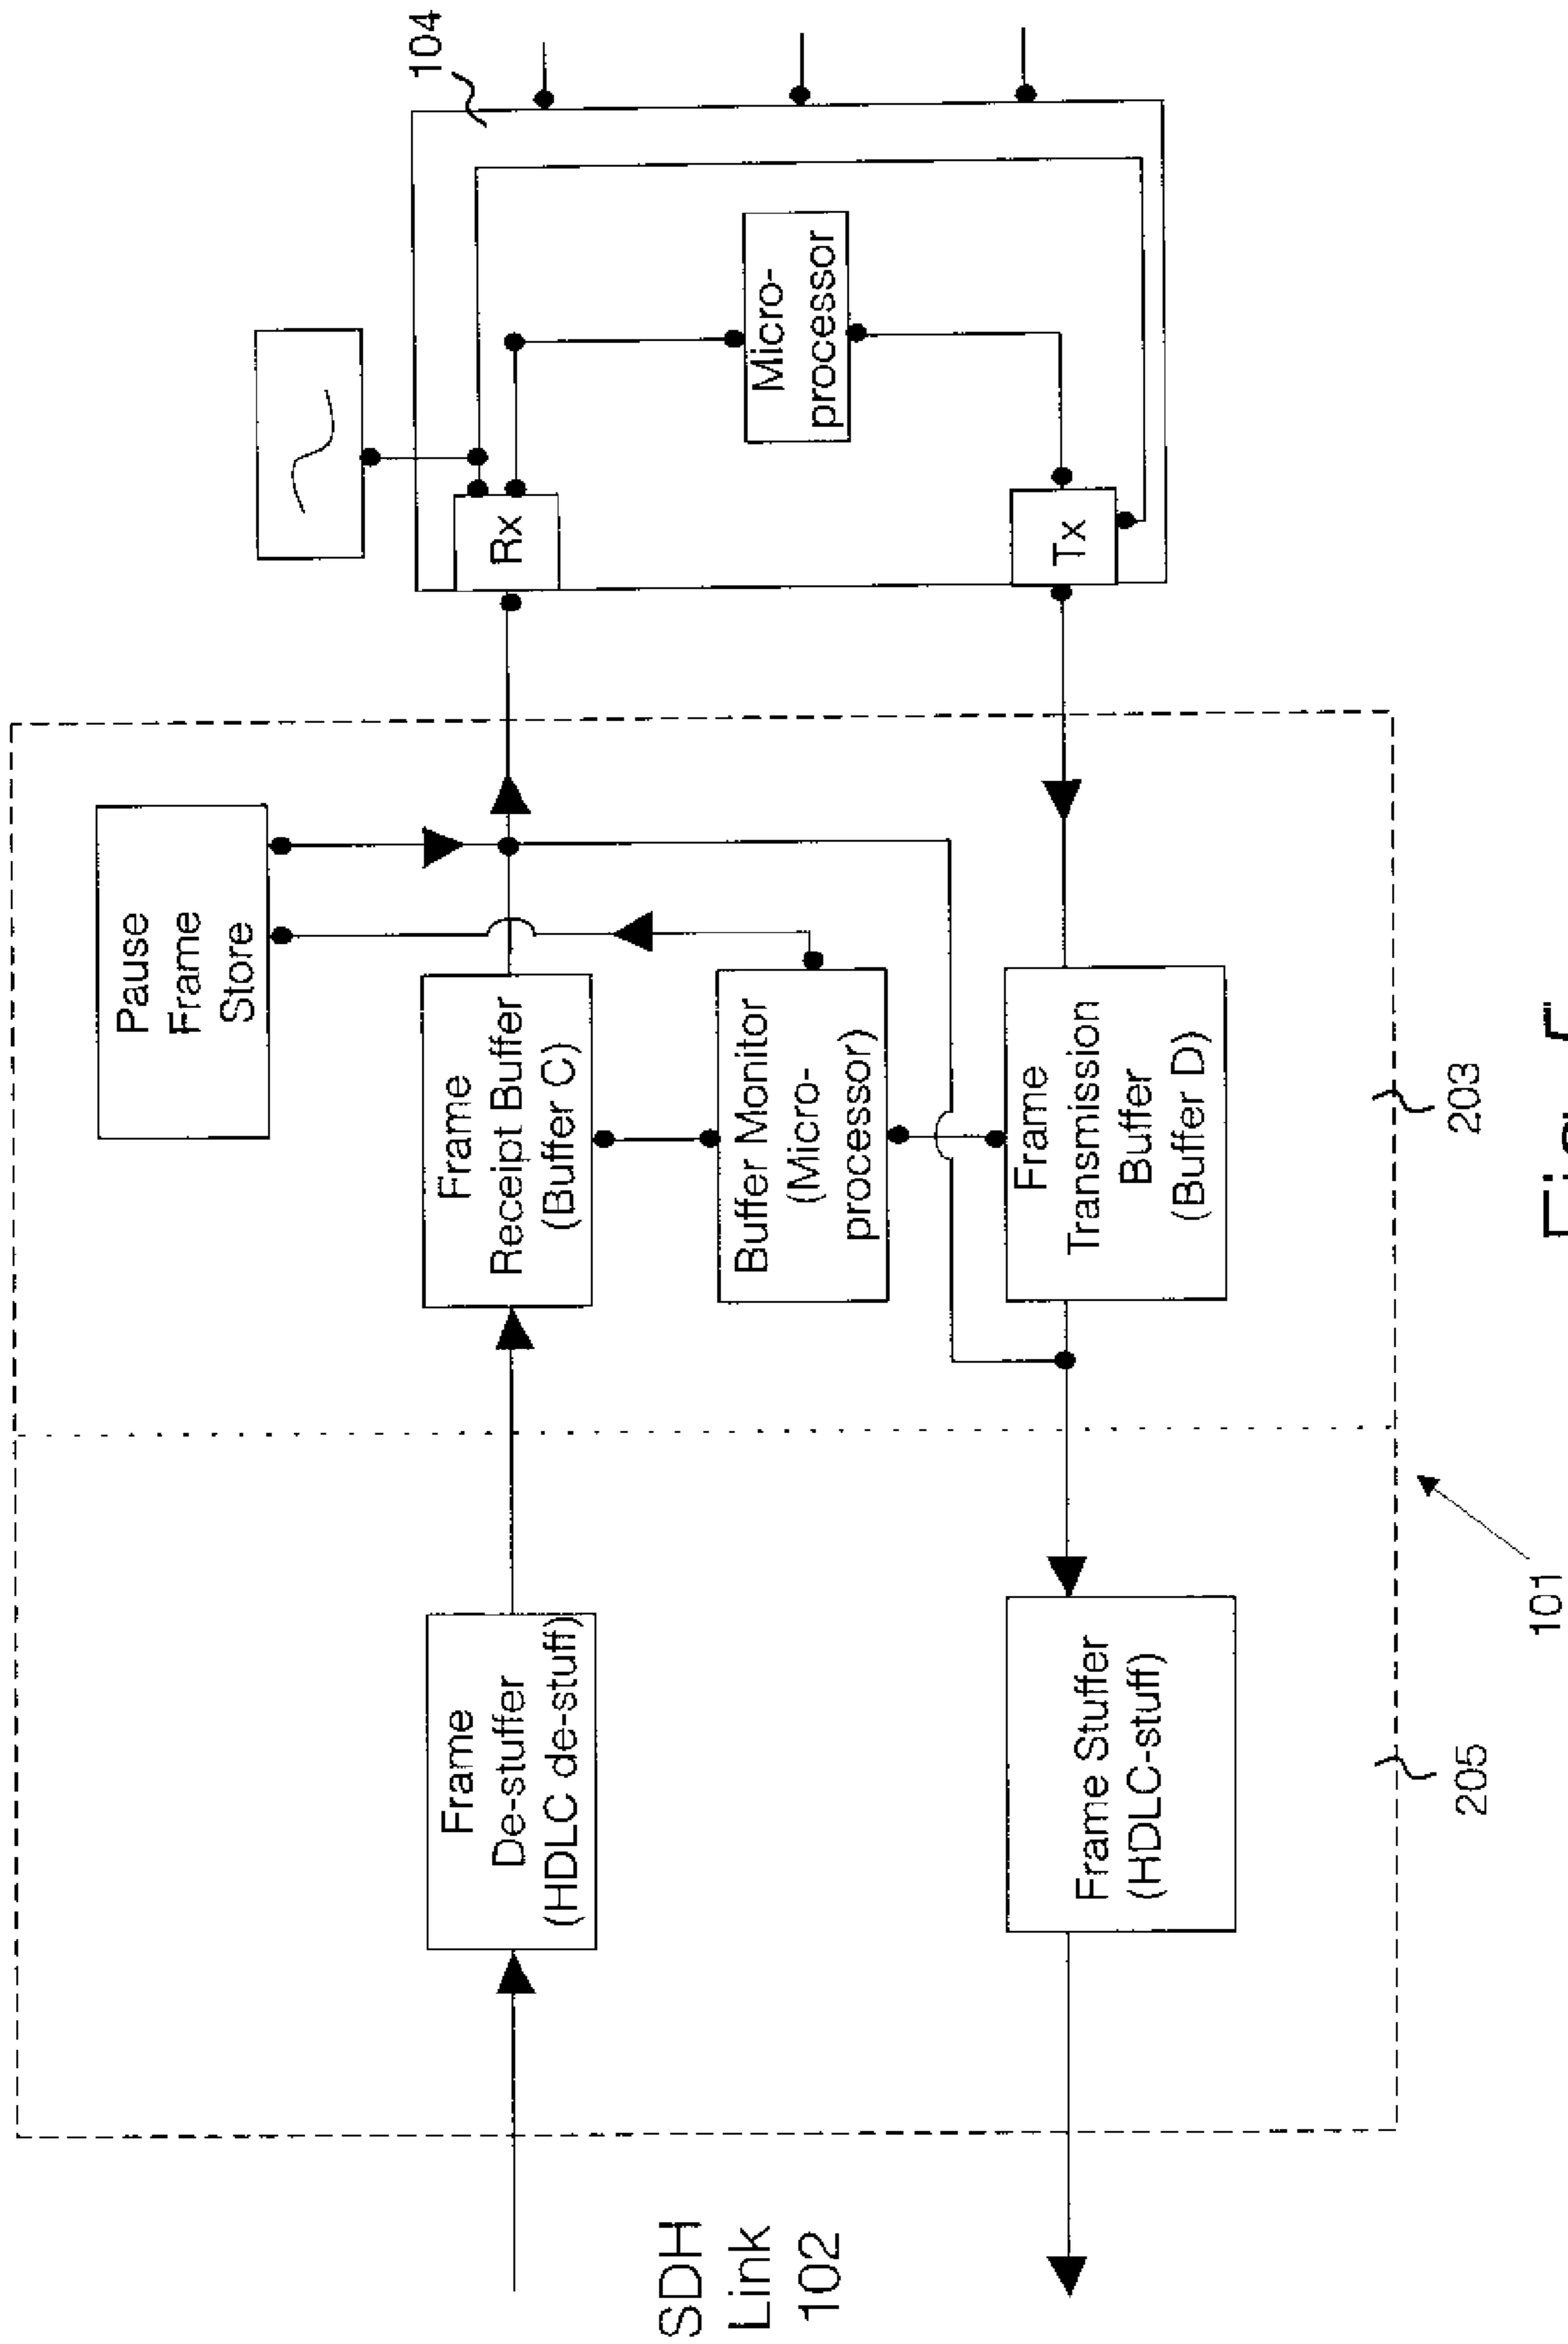 104
Pause
Frame
Store
Frame
De-stuffer
(HDLC de-stuff)
Frame
Receipt Buffer
(Buffer C)
Rx
SDH
Link
102
Buffer Monitor
(Micro-
processor)
Micro-
processor
Frame Stuffer
(HDLC-stuff)
Frame
Transmission
Buffer
(Buffer D)
Tx
205
203
101